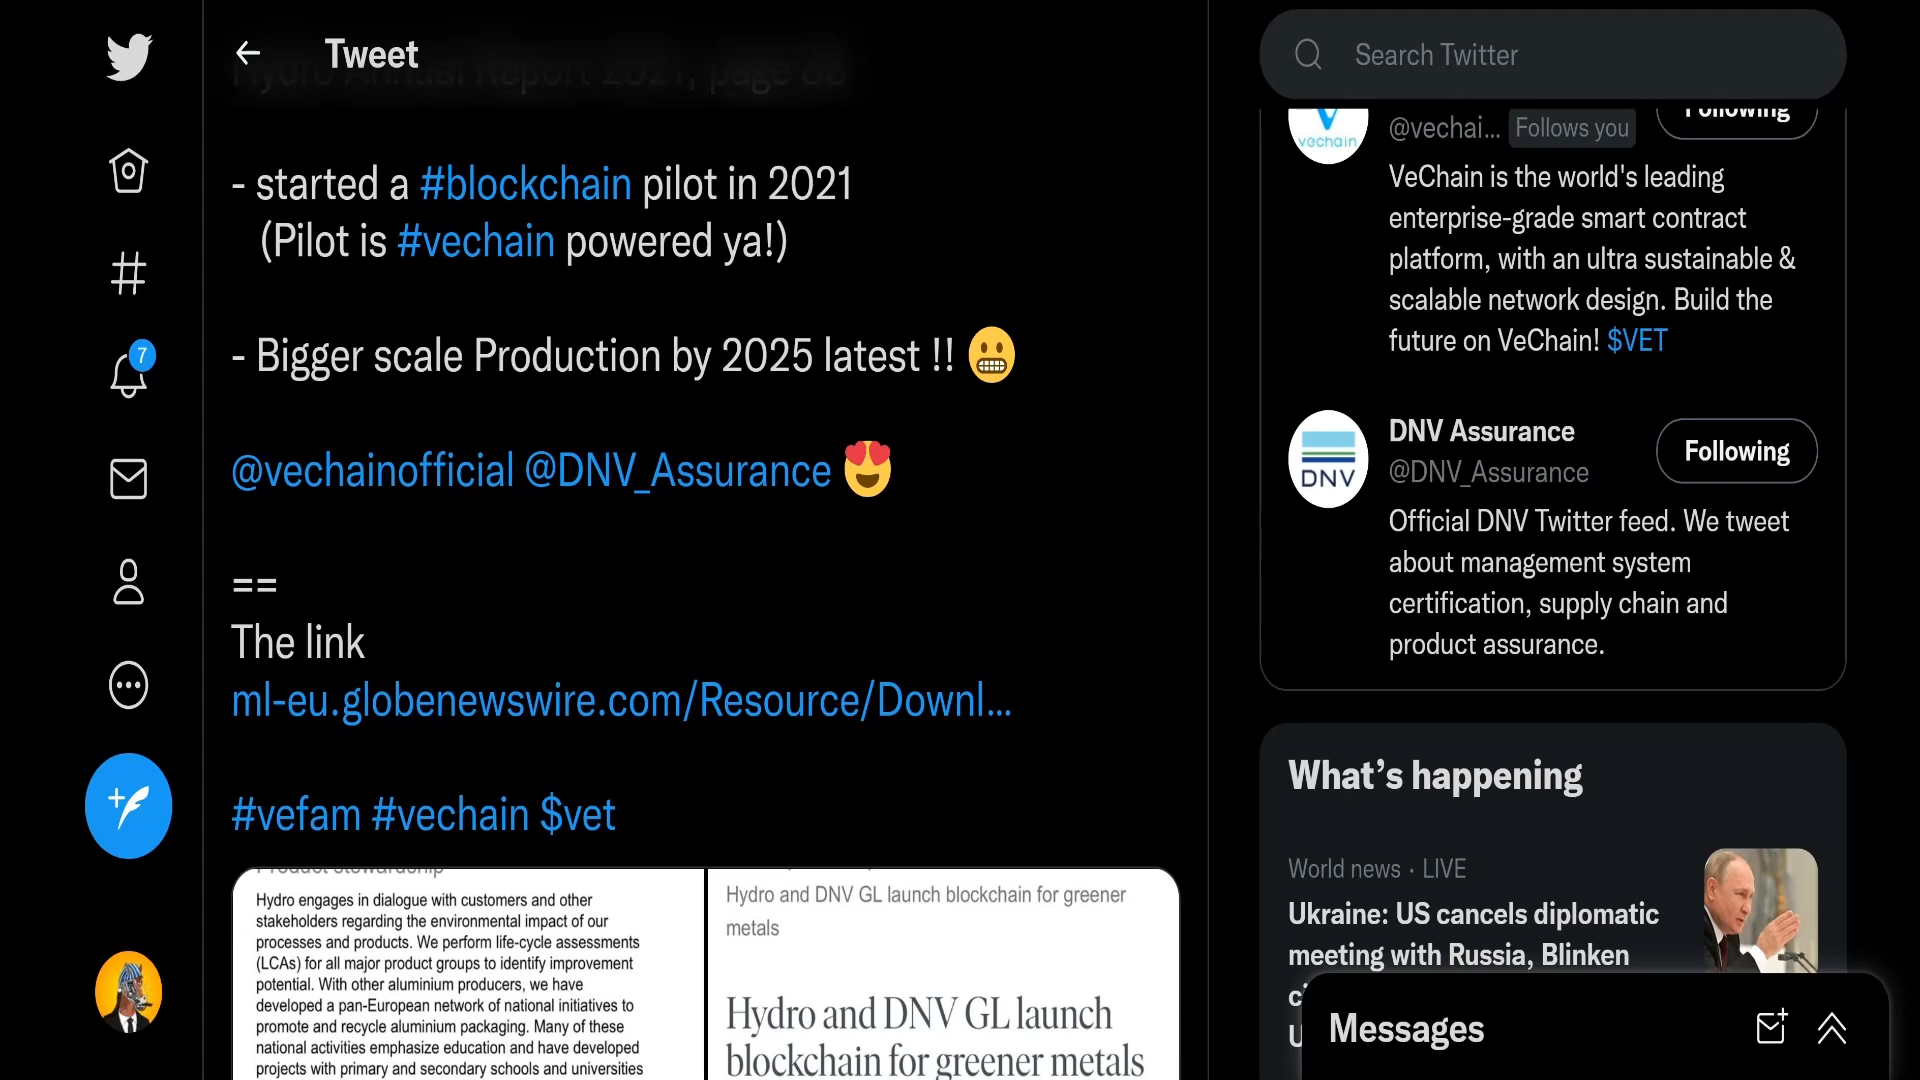 Tweet
Hydro Annual Report 2021, page 88
- started a #blockchain pilot in 2021
(Pilot is #vechain powered ya!)
- Bigger scale Production by 2025 latest !!
@vechainofficial @DNV_Assurance
==
The link
ml-eu.globenewswire.com/Resource/Downl...
#vefam #vechain $vet
Product stewardship
Hydro engages in dialogue with customers and other
stakeholders regarding the environmental impact of our
processes and products. We perform life-cycle assessments
(LCAs) for all major product groups to identify improvement
potential. With other aluminium producers, we have
developed a pan-European network of national initiatives to
promote and recycle aluminium packaging. Many of these
national activities emphasize education and have developed
projects with primary and secondary schools and universities
Hydro and DNV GL launch blockchain for greener
metals
Hydro and DNV GL launch
blockchain for greener metals
7
Search Twitter
vechain
@vechai... Follows you
Following
VeChain is the world's leading
enterprise-grade smart contract
platform, with an ultra sustainable &
scalable network design. Build the
future on VeChain! $VET
DNV
DNV Assurance
@DNV_Assurance
Following
Official DNV Twitter feed. We tweet
about management system
certification, supply chain and
product assurance.
What's happening
World news · LIVE
Ukraine: US cancels diplomatic
meeting with Russia, Blinken
Messages